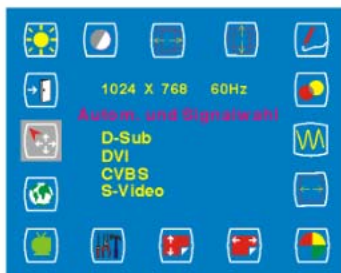 1024 X 768 60Hz
Autom. und Signalwahl
D-Sub
DVI
CVBS
S-Video